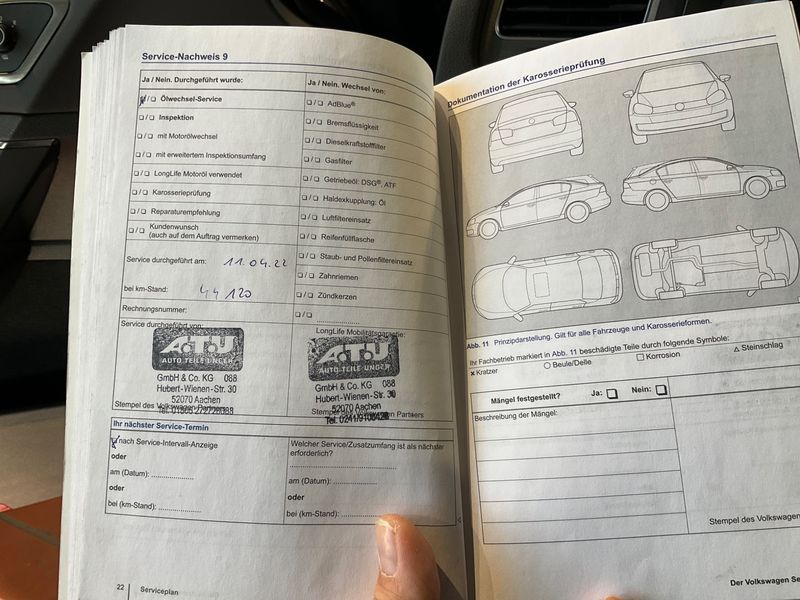 Service-Nachweis 9
Ja / Nein. Durchgeführt wurde:
❏/❏ Ölwechsel-Service
❏/❏ Inspektion
❏/❏ mit Motorölwechsel
❏/❏ mit erweitertem Inspektionsumfang
❏/❏ LongLife Motoröl verwendet
❏/❏ Karosserieprüfung
❏/❏ Reparaturempfehlung
❏/❏ Kundenwunsch
(auch auf dem Auftrag vermerken)
Service durchgeführt am: 11.04.22
bei km-Stand: 44 120
Rechnungsnummer:
Service durchgeführt von:
A.T.U
AUTO TEILE UNGER
GmbH & Co. KG 088
Hubert-Wienen-Str. 30
52070 Aachen
Stempel des
Ja / Nein. Wechsel von:
❏/❏ AdBlue®
❏/❏ Bremsflüssigkeit
❏/❏ Dieselkraftstofffilter
❏/❏ Gasfilter
❏/❏ Getriebeöl: DSG®, ATF
❏/❏ Haldexkupplung: Öl
❏/❏ Luftfiltereinsatz
❏/❏ Reifenfüllflasche
❏/❏ Staub- und Pollenfiltereinsatz
❏/❏ Zahnriemen
❏/❏ Zündkerzen
❏/❏ ....................
LongLife Mobilitätsgarantie:
A.T.U
AUTO TEILE UNGER
GmbH & Co. KG 088
Hubert-Wienen-Str. 30
52070 Aachen
Stempel Partners
Ihr nächster Service-Termin
❏ nach Service-Intervall-Anzeige
oder
am (Datum): ....................
oder
bei (km-Stand): ....................
Welcher Service/Zusatzumfang ist als nächster
erforderlich?
....................
am (Datum): ....................
oder
bei (km-Stand): ....................
22 Serviceplan
Dokumentation der Karosserieprüfung
Abb. 11 Prinzipdarstellung. Gilt für alle Fahrzeuge und Karosserieformen.
Ihr Fachbetrieb markiert in Abb. 11 beschädigte Teile durch folgende Symbole:
× Kratzer ○ Beule/Delle □ Korrosion △ Steinschlag
Mängel festgestellt? Ja: ❏ Nein: ❏
Beschreibung der Mängel:
Stempel des Volkswagen
Der Volkswagen Se